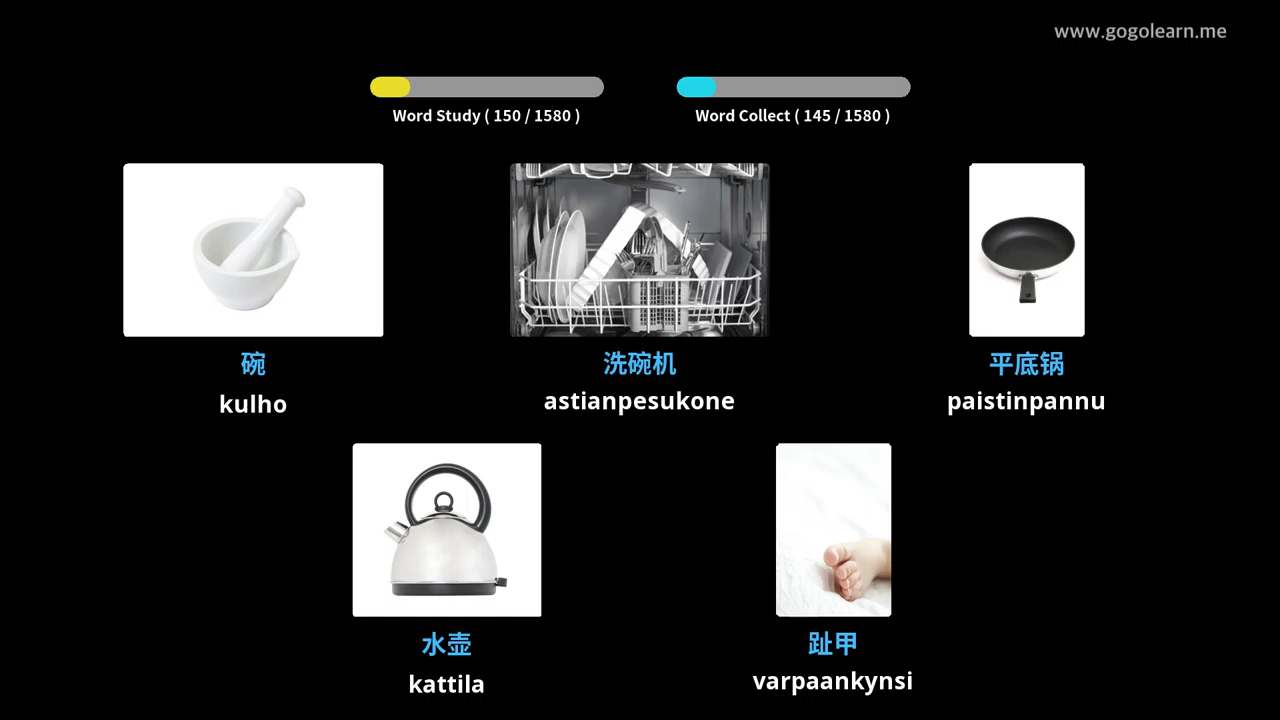 www.gogolearn.me
Word Study ( 150 / 1580 )
Word Collect ( 145 / 1580 )
碗
kulho
洗碗机
astianpesukone
平底锅
paistinpannu
水壶
kattila
趾甲
varpaankynsi